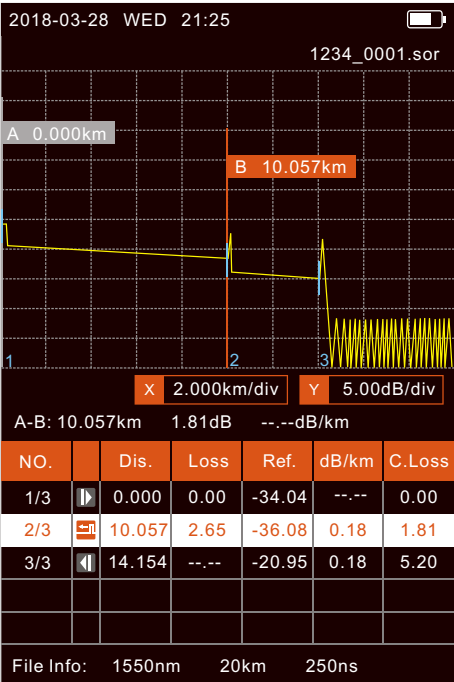 2018-03-28 WED 21:25
1234_0001.sor
A 0.000km
B 10.057km
1 2 3
X 2.000km/div Y 5.00dB/div
A-B: 10.057km 1.81dB --.--dB/km
NO. Dis. Loss Ref. dB/km C.Loss
1/3 0.000 0.00 -34.04 --.-- 0.00
2/3 10.057 2.65 -36.08 0.18 1.81
3/3 14.154 --.-- -20.95 0.18 5.20
File Info: 1550nm 20km 250ns